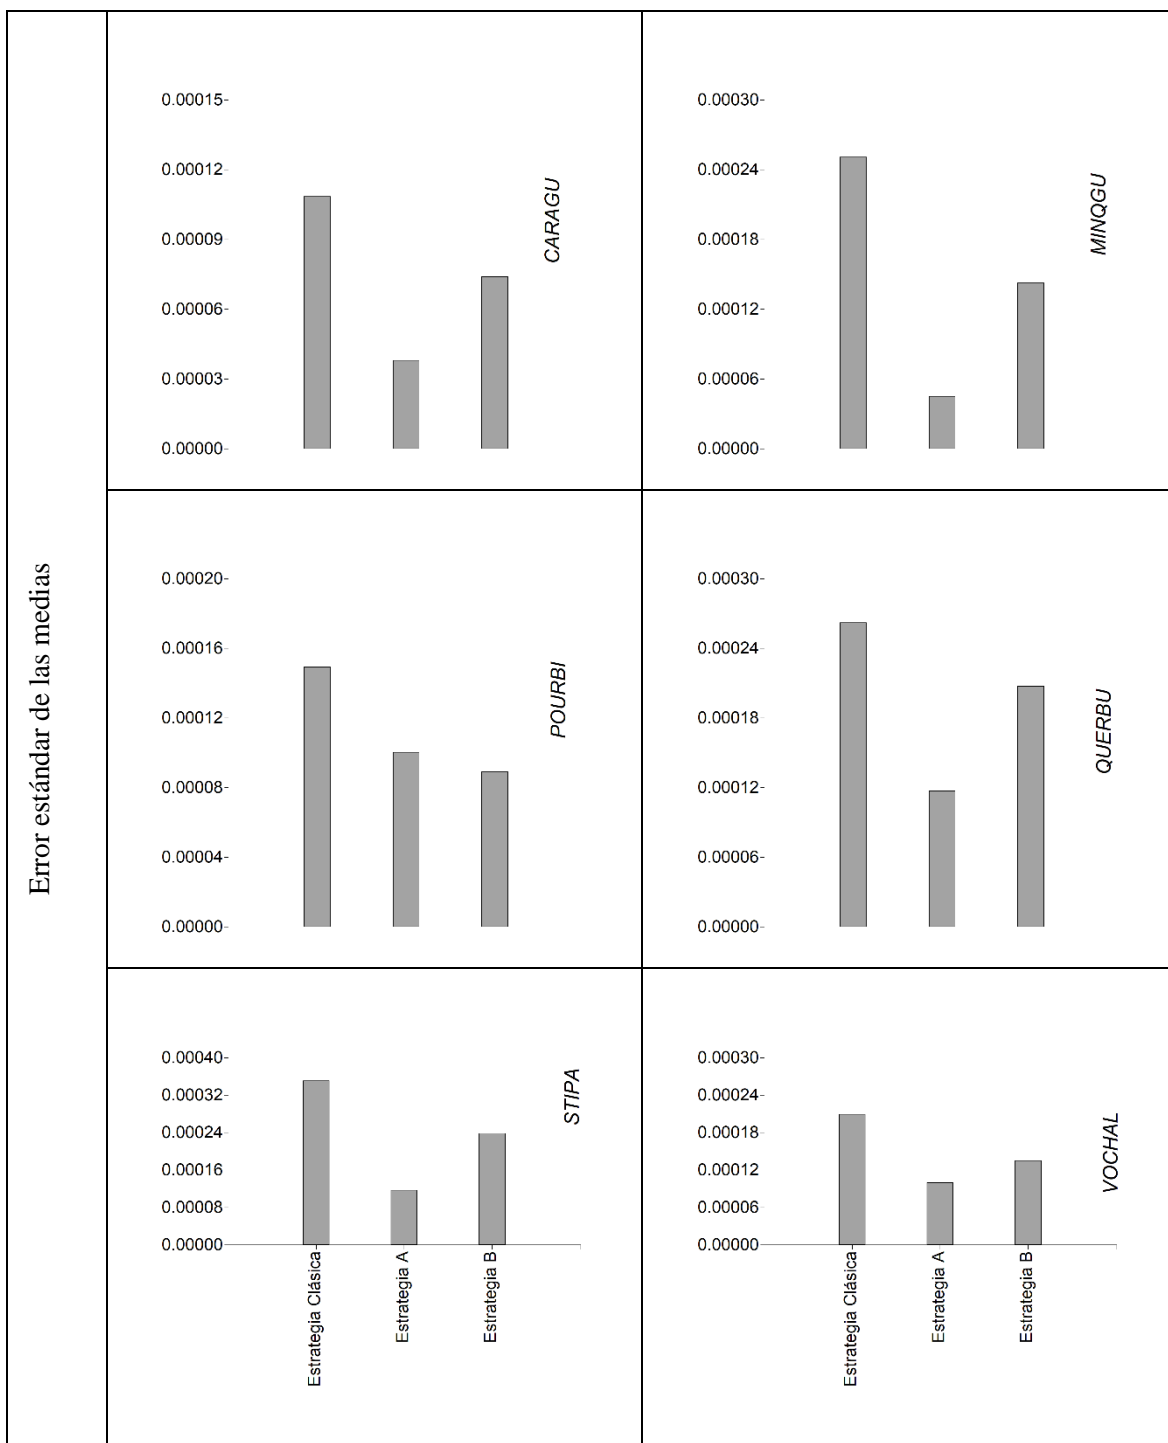 Error estándar de las medias
0.00015
0.00012
0.00009
0.00006
0.00003
0.00000
CARAGU
0.00030
0.00024
0.00018
0.00012
0.00006
0.00000
MINQGU
0.00020
0.00016
0.00012
0.00008
0.00004
0.00000
POURBI
0.00030
0.00024
0.00018
0.00012
0.00006
0.00000
QUERBU
0.00040
0.00032
0.00024
0.00016
0.00008
0.00000
STIPA
Estrategia Clásica
Estrategia A
Estrategia B
0.00030
0.00024
0.00018
0.00012
0.00006
0.00000
VOCHAL
Estrategia Clásica
Estrategia A
Estrategia B